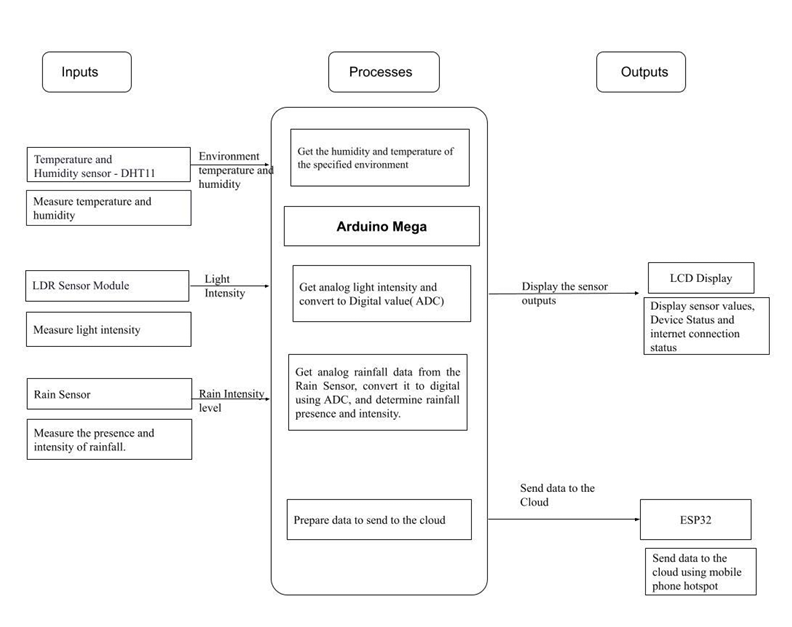 Inputs
Processes
Outputs
Temperature and
Humidity sensor - DHT11
Measure temperature and
humidity
Environment
temperature and
humidity
Get the humidity and temperature of
the specified environment
Arduino Mega
LDR Sensor Module
Measure light intensity
Light
Intensity
Get analog light intensity and
convert to Digital value( ADC)
Display the sensor
outputs
LCD Display
Display sensor values,
Device Status and
internet connection
status
Rain Sensor
Measure the presence and
intensity of rainfall.
Rain Intensity
level
Get analog rainfall data from the
Rain Sensor, convert it to digital
using ADC, and determine rainfall
presence and intensity.
Prepare data to send to the cloud
Send data to the
Cloud
ESP32
Send data to the
cloud using mobile
phone hotspot